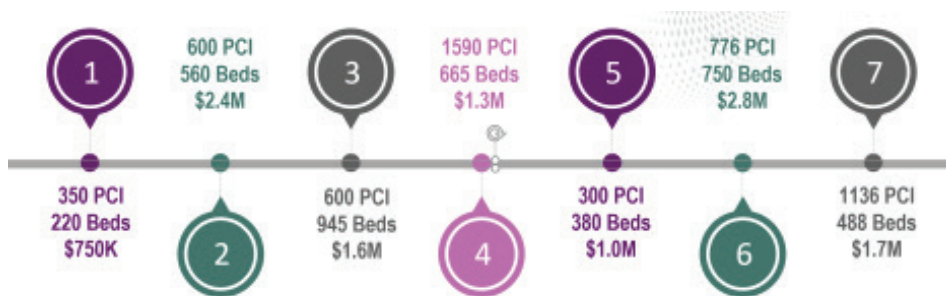 1
350 PCI
220 Beds
$750K
600 PCI
560 Beds
$2.4M
2
3
600 PCI
945 Beds
$1.6M
1590 PCI
665 Beds
$1.3M
4
5
300 PCI
380 Beds
$1.0M
776 PCI
750 Beds
$2.8M
6
7
1136 PCI
488 Beds
$1.7M